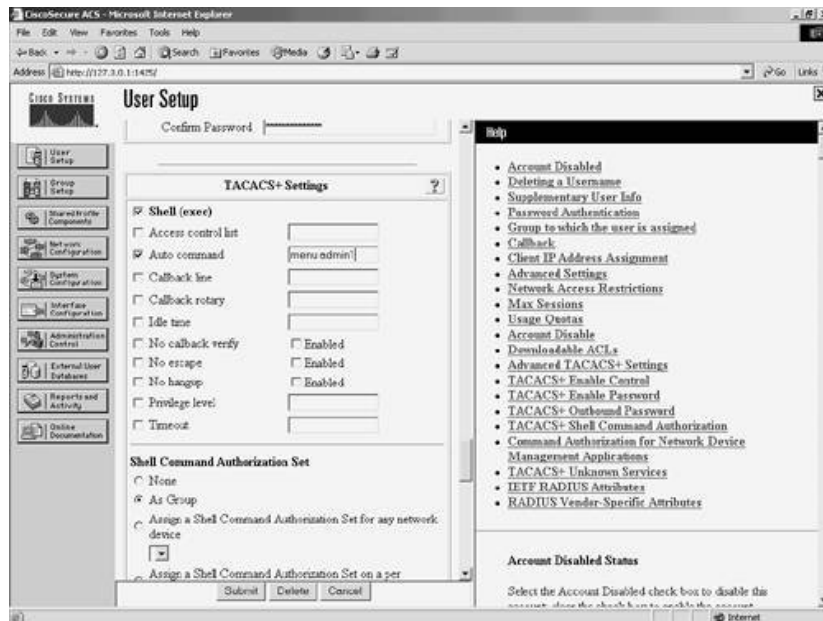 CiscoSecure ACS - Microsoft Internet Explorer
File Edit View Favorites Tools Help
Back Search Favorites Media
Address http://127.0.0.1:1425/ Go Links
CISCO SYSTEMS
User Setup
User Setup
Group Setup
Shared Profile Components
Network Configuration
System Configuration
Interface Configuration
Administration Control
External User Databases
Reports and Activity
Online Documentation
Confirm Password
TACACS+ Settings ?
Shell (exec)
Access control list
Auto command menu admin1
Callback line
Callback rotary
Idle time
No callback verify Enabled
No escape Enabled
No hangup Enabled
Privilege level
Timeout
Shell Command Authorization Set
None
As Group
Assign a Shell Command Authorization Set for any network device
Assign a Shell Command Authorization Set on a per
Submit Delete Cancel
Help
Account Disabled
Deleting a Username
Supplementary User Info
Password Authentication
Group to which the user is assigned
Callback
Client IP Address Assignment
Advanced Settings
Network Access Restrictions
Max Sessions
Usage Quotas
Account Disable
Downloadable ACLs
Advanced TACACS+ Settings
TACACS+ Enable Control
TACACS+ Enable Password
TACACS+ Outbound Password
TACACS+ Shell Command Authorization
Command Authorization for Network Device
Management Applications
TACACS+ Unknown Services
IETF RADIUS Attributes
RADIUS Vendor-Specific Attributes
Account Disabled Status
Select the Account Disabled check box to disable this
account, clear the check box to enable the account
Internet